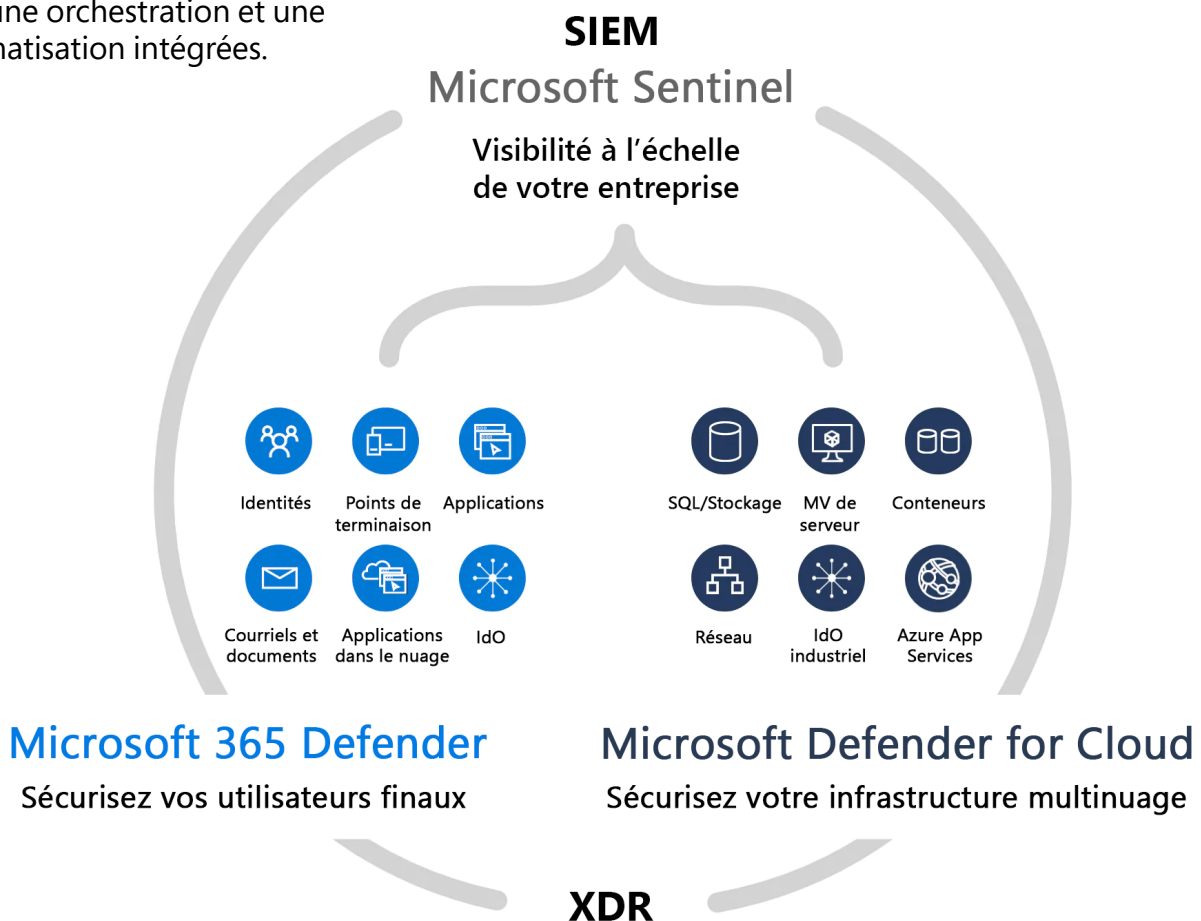 une orchestration et une
matisation intégrées.
SIEM
Microsoft Sentinel
Visibilité à l'échelle
de votre entreprise
Identités
Points de
terminaison
Applications
SQL/Stockage
MV de
serveur
Conteneurs
Courriels et
documents
Applications
dans le nuage
IdO
Réseau
IdO
industriel
Azure App
Services
Microsoft 365 Defender
Sécurisez vos utilisateurs finaux
Microsoft Defender for Cloud
Sécurisez votre infrastructure multinuage
XDR